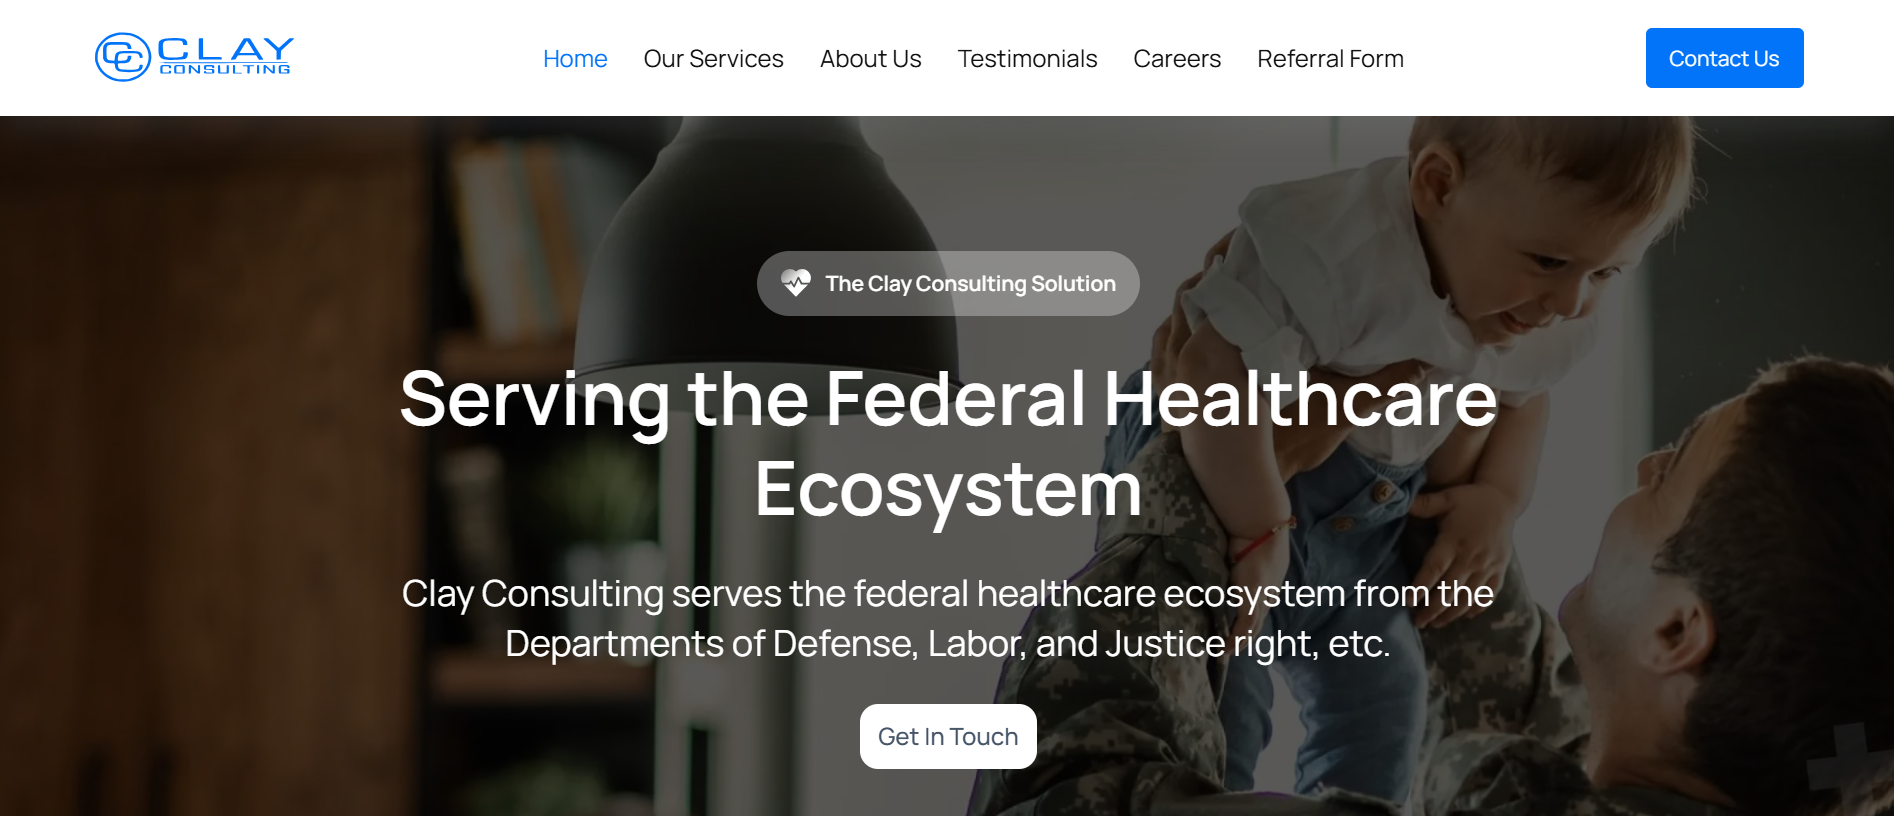 CC CLAY
CONSULTING
Home Our Services About Us Testimonials Careers Referral Form
Contact Us
The Clay Consulting Solution
Serving the Federal Healthcare
Ecosystem
Clay Consulting serves the federal healthcare ecosystem from the
Departments of Defense, Labor, and Justice right, etc.
Get In Touch